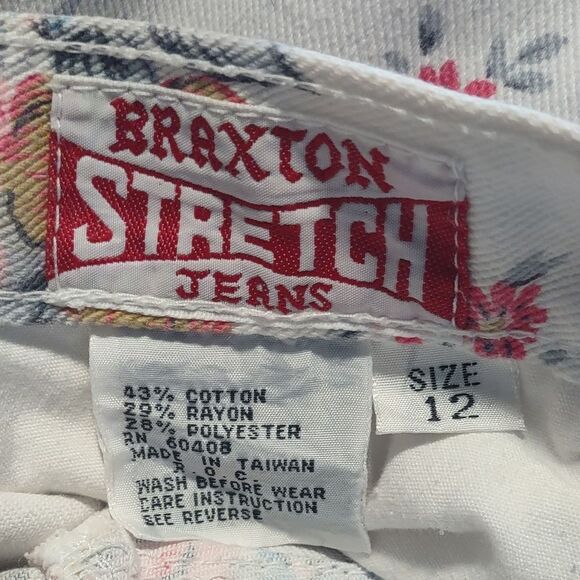 BRAXTON
STRETCH
JEANS
43% COTTON
29% RAYON
28% POLYESTER
RN 60408
MADE IN TAIWAN
R.O.C.
WASH BEFORE WEAR
CARE INSTRUCTION
SEE REVERSE
SIZE
12